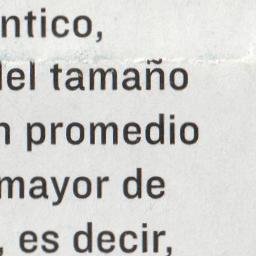 ntico,
del tamaño
n promedio
mayor de
, es decir,